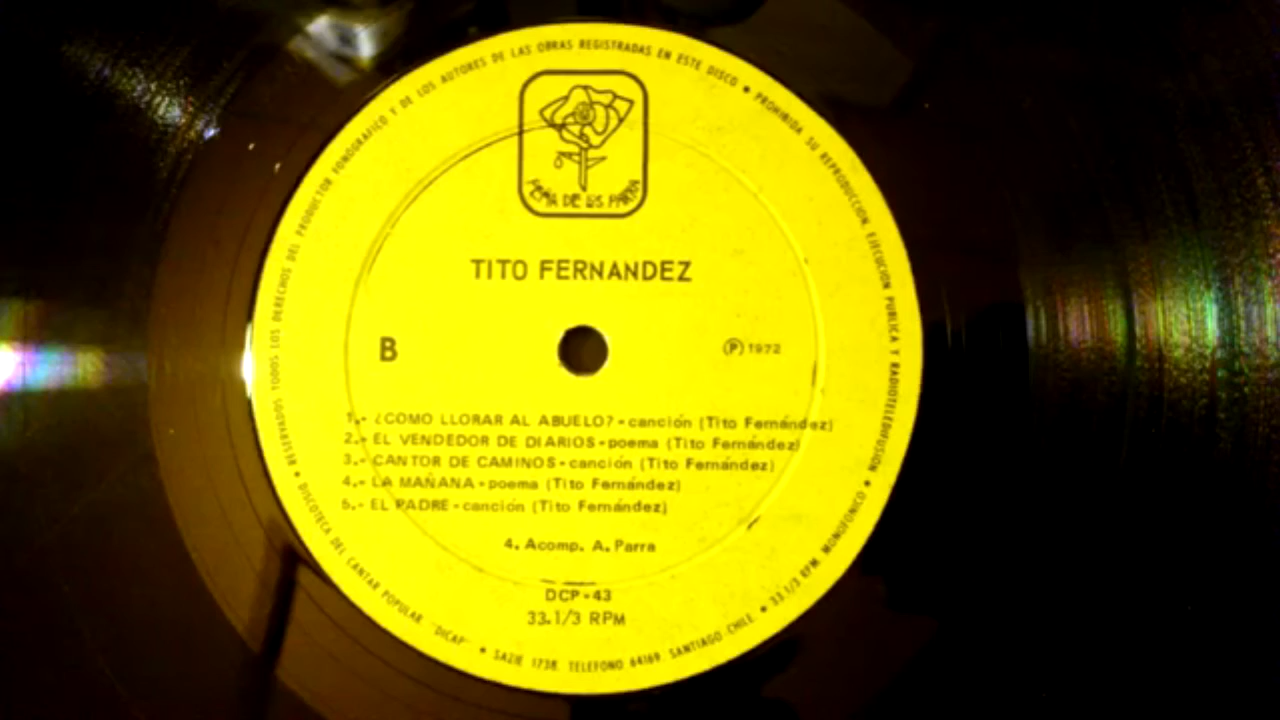 RESERVADOS TODOS LOS DERECHOS DEL PRODUCTOR FONOGRAFICO Y DE LOS AUTORES DE LAS OBRAS REGISTRADAS EN ESTE DISCO • PROHIBIDA SU REPRODUCCION, EJECUCION PUBLICA Y RADIOTELEDIFUSION •
PEÑA DE LOS PARRA
TITO FERNANDEZ
B
Ⓟ 1972
1.- ¿COMO LLORAR AL ABUELO? - canción (Tito Fernández)
2.- EL VENDEDOR DE DIARIOS - poema (Tito Fernández)
3.- CANTOR DE CAMINOS - canción (Tito Fernández)
4.- LA MAÑANA - poema (Tito Fernández)
5.- EL PADRE - canción (Tito Fernández)
4. Acomp. A. Parra
DCP-43
33.1/3 RPM
• DISCOTECA DEL CANTAR POPULAR "DICAP" • SAZIE 1738. TELEFONO 64169. SANTIAGO-CHILE. • 33.1/3 RPM. MONOFONICO